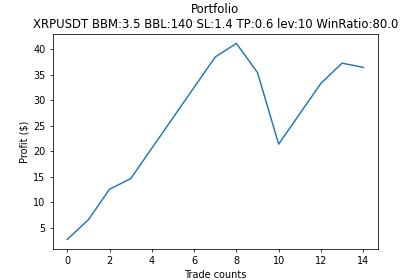 Portfolio
XRPUSDT BBM:3.5 BBL:140 SL:1.4 TP:0.6 lev:10 WinRatio:80.0
Profit ($)
40
35
30
25
20
15
10
5
0 2 4 6 8 10 12 14
Trade counts